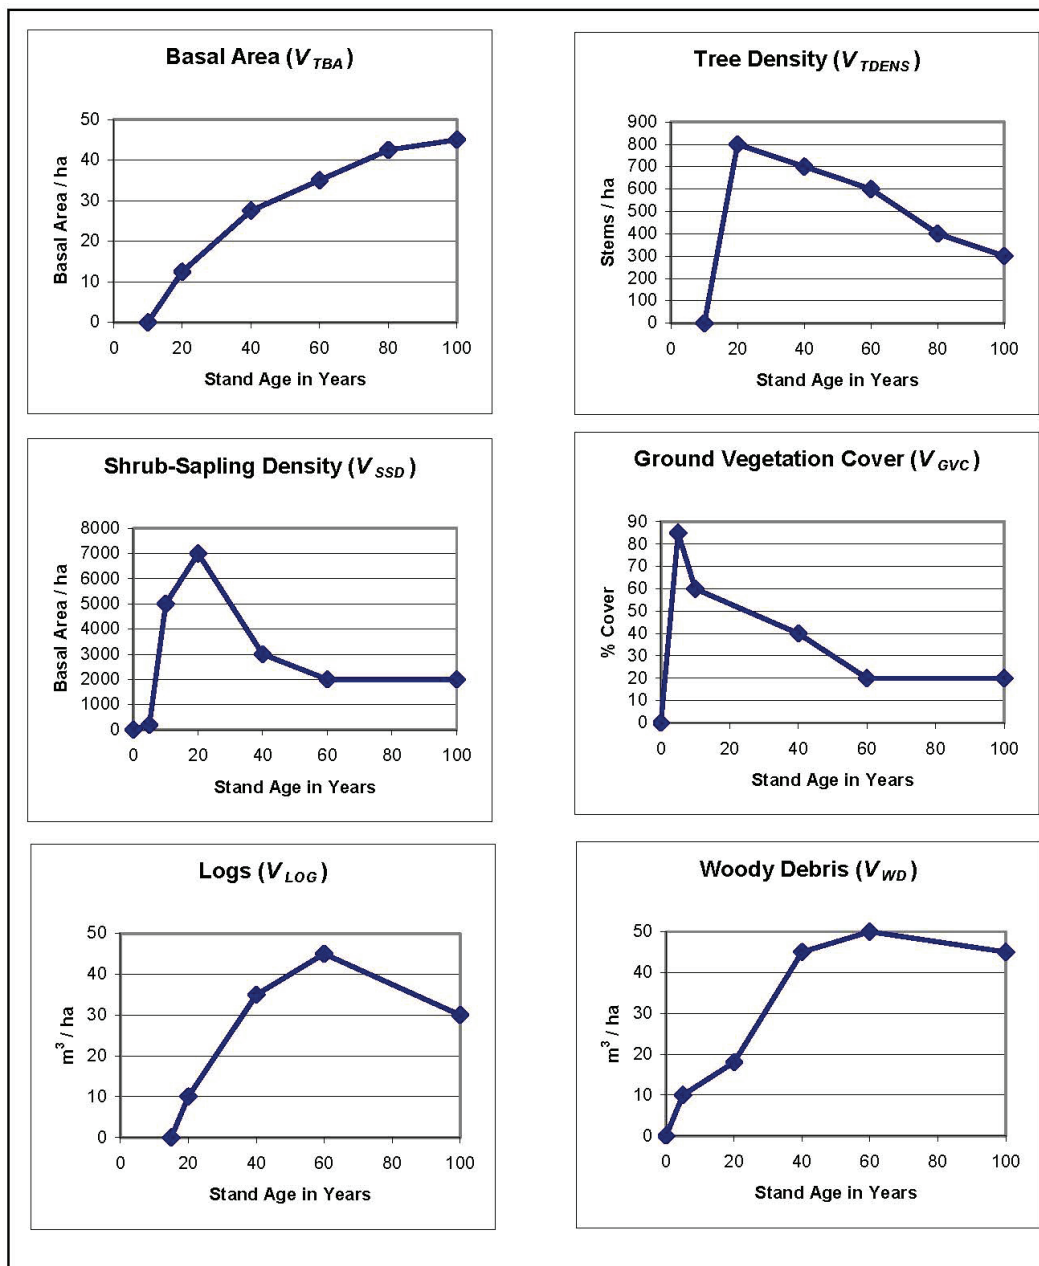 Basal Area (V TBA)
Basal Area / ha
50
40
30
20
10
0
0 20 40 60 80 100
Stand Age in Years
Tree Density (V TDENS)
Stems / ha
900
800
700
600
500
400
300
200
100
0
0 20 40 60 80 100
Stand Age in Years
Shrub-Sapling Density (V SSD)
Basal Area / ha
8000
7000
6000
5000
4000
3000
2000
1000
0
0 20 40 60 80 100
Stand Age in Years
Ground Vegetation Cover (V GVC)
% Cover
90
80
70
60
50
40
30
20
10
0
0 20 40 60 80 100
Stand Age in Years
Logs (V LOG)
m³ / ha
50
40
30
20
10
0
0 20 40 60 80 100
Stand Age in Years
Woody Debris (V WD)
m³ / ha
50
40
30
20
10
0
0 20 40 60 80 100
Stand Age in Years